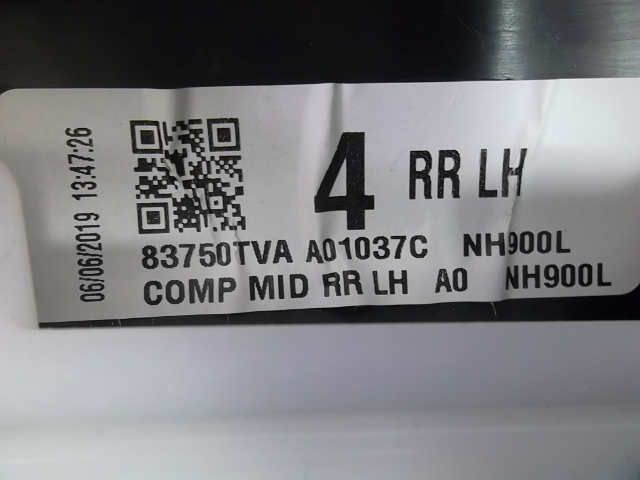 06/06/2019 13:47:26
4 RR LH
83750TVA A01037C NH900L
COMP MID RR LH A0 NH900L